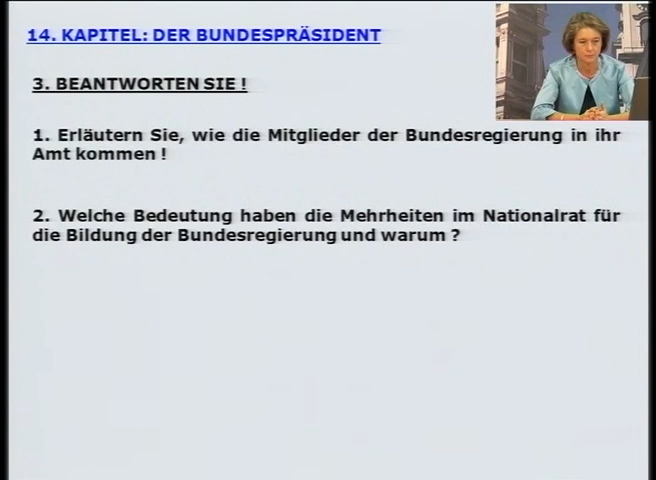 14. KAPITEL: DER BUNDESPRÄSIDENT
3. BEANTWORTEN SIE !
1. Erläutern Sie, wie die Mitglieder der Bundesregierung in ihr
Amt kommen !
2. Welche Bedeutung haben die Mehrheiten im Nationalrat für
die Bildung der Bundesregierung und warum ?